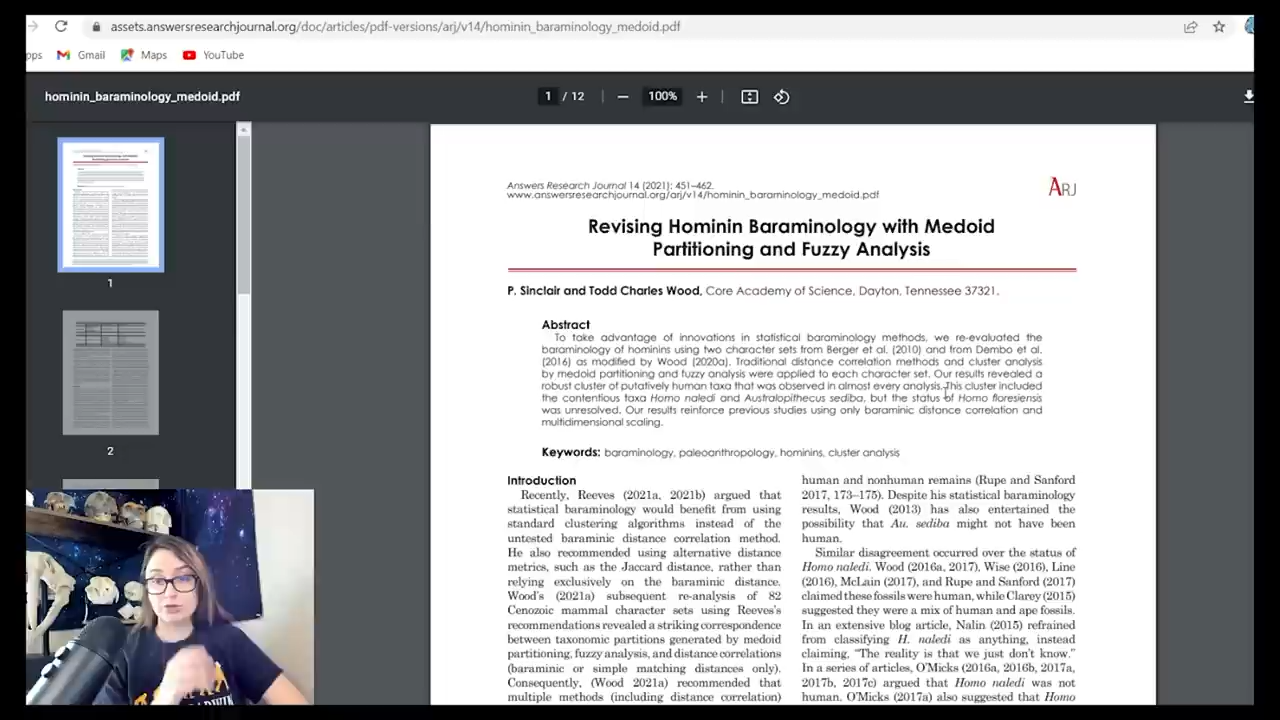 assets.answersresearchjournal.org/doc/articles/pdf-versions/arj/v14/hominin_baraminology_medoid.pdf
pps Gmail Maps YouTube
hominin_baraminology_medoid.pdf 1 / 12 100%
1
2
Answers Research Journal 14 (2021): 451–462.
www.answersresearchjournal.org/arj/v14/hominin_baraminology_medoid.pdf
ARJ
Revising Hominin Baraminology with Medoid
Partitioning and Fuzzy Analysis
P. Sinclair and Todd Charles Wood, Core Academy of Science, Dayton, Tennessee 37321.
Abstract
To take advantage of innovations in statistical baraminology methods, we re-evaluated the
baraminology of hominins using two character sets from Berger et al. (2010) and from Dembo et al.
(2016) as modified by Wood (2020a). Traditional distance correlation methods and cluster analysis
by medoid partitioning and fuzzy analysis were applied to each character set. Our results revealed a
robust cluster of putatively human taxa that was observed in almost every analysis. This cluster included
the contentious taxa Homo naledi and Australopithecus sediba, but the status of Homo floresiensis
was unresolved. Our results reinforce previous studies using only baraminic distance correlation and
multidimensional scaling.
Keywords: baraminology, paleoanthropology, hominins, cluster analysis
Introduction
Recently, Reeves (2021a, 2021b) argued that
statistical baraminology would benefit from using
standard clustering algorithms instead of the
untested baraminic distance correlation method.
He also recommended using alternative distance
metrics, such as the Jaccard distance, rather than
relying exclusively on the baraminic distance.
Wood's (2021a) subsequent re-analysis of 82
Cenozoic mammal character sets using Reeves's
recommendations revealed a striking correspondence
between taxonomic partitions generated by medoid
partitioning, fuzzy analysis, and distance correlations
(baraminic or simple matching distances only).
Consequently, (Wood 2021a) recommended that
multiple methods (including distance correlation)
human and nonhuman remains (Rupe and Sanford
2017, 173–175). Despite his statistical baraminology
results, Wood (2013) has also entertained the
possibility that Au. sediba might not have been
human.
Similar disagreement occurred over the status of
Homo naledi. Wood (2016a, 2017), Wise (2016), Line
(2016), McLain (2017), and Rupe and Sanford (2017)
claimed these fossils were human, while Clarey (2015)
suggested they were a mix of human and ape fossils.
In an extensive blog article, Nalin (2015) refrained
from classifying H. naledi as anything, instead
claiming, "The reality is that we just don't know."
In a series of articles, O'Micks (2016a, 2016b, 2017a,
2017b, 2017c) argued that Homo naledi was not
human. O'Micks (2017a) also suggested that Homo